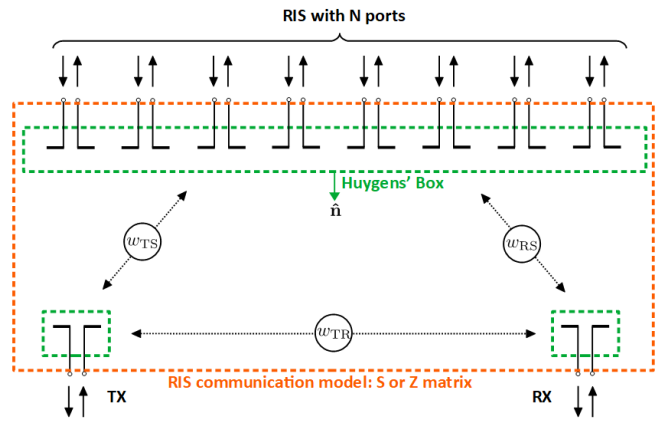 RIS with N ports
Huygens' Box
n̂
w_TS
w_RS
w_TR
RIS communication model: S or Z matrix
TX
RX